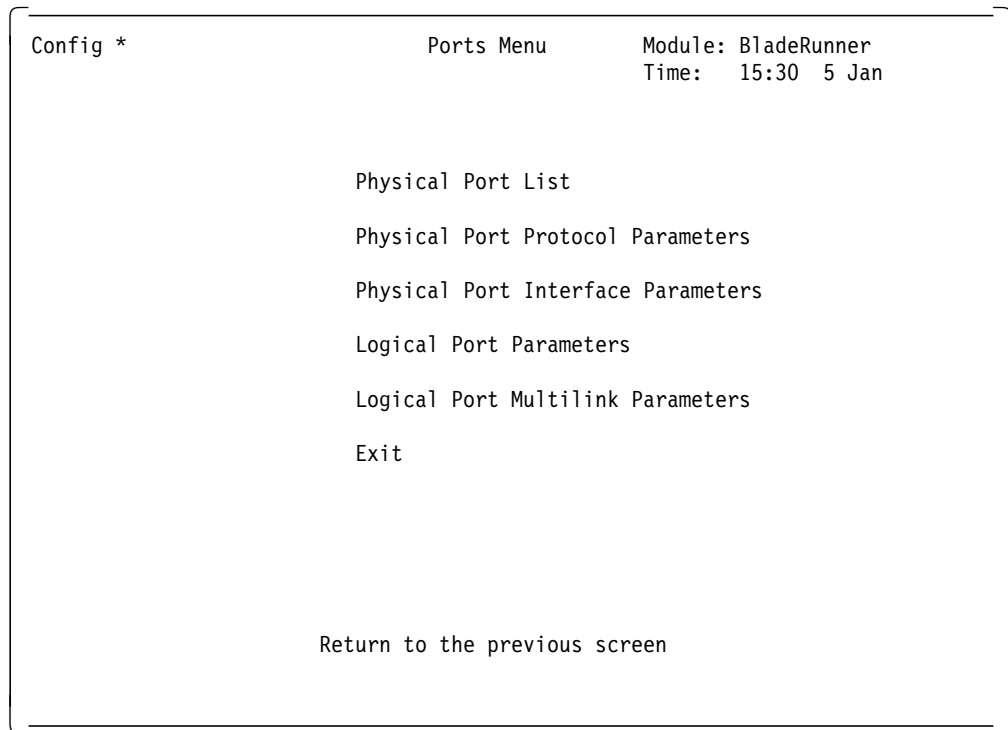 Config * Ports Menu Module: BladeRunner
Time: 15:30 5 Jan
Physical Port List
Physical Port Protocol Parameters
Physical Port Interface Parameters
Logical Port Parameters
Logical Port Multilink Parameters
Exit
Return to the previous screen